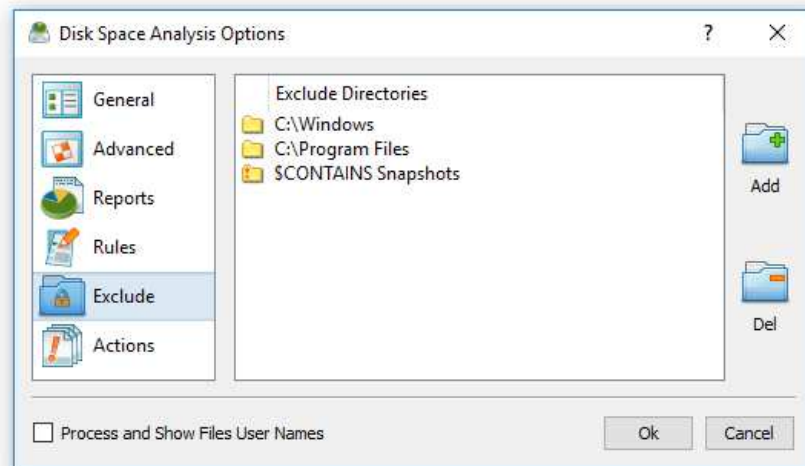 Disk Space Analysis Options
?
General
Advanced
Reports
Rules
Exclude
Actions
Exclude Directories
C:\Windows
C:\Program Files
$CONTAINS Snapshots
Add
Del
Process and Show Files User Names
Ok
Cancel